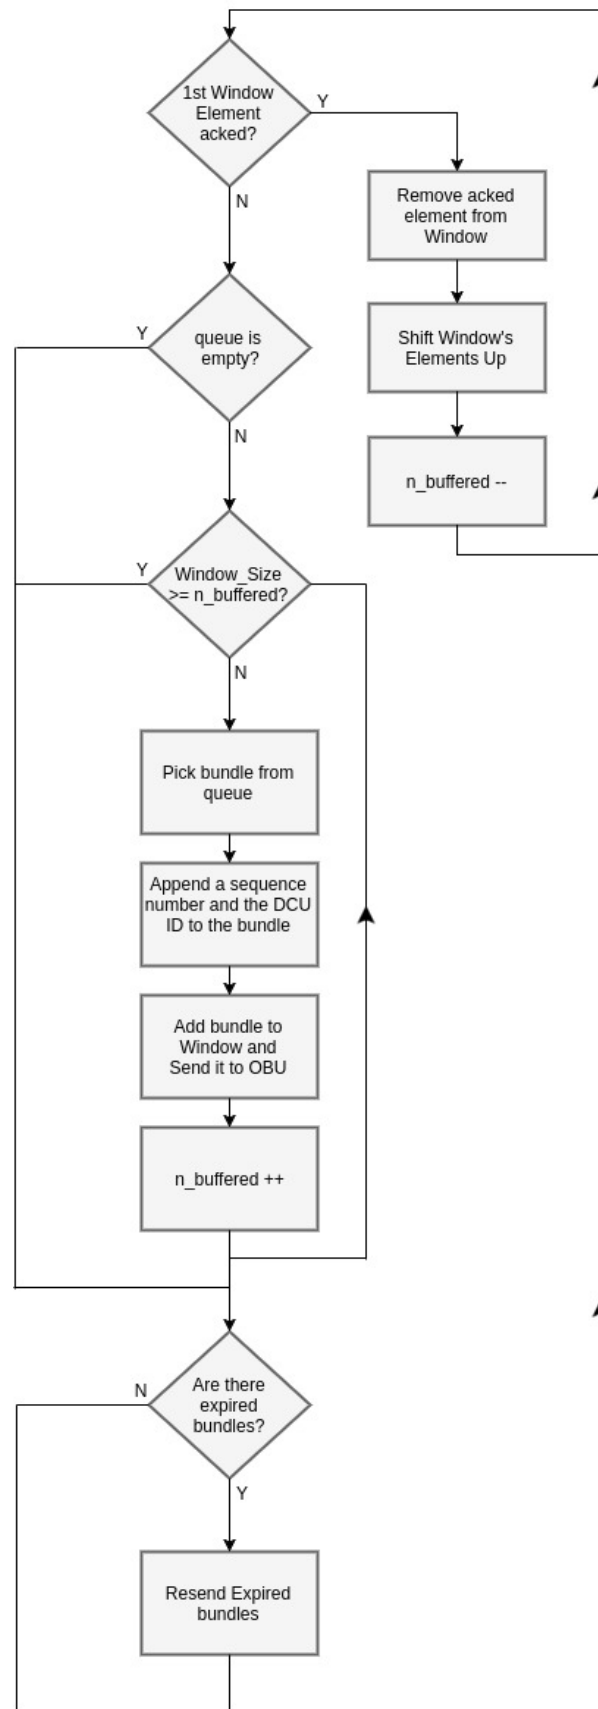 1st Window
Element
acked?
Y
N
Remove acked
element from
Window
Shift Window's
Elements Up
n_buffered --
queue is
empty?
Y
N
Window_Size
>= n_buffered?
Y
N
Pick bundle from
queue
Append a sequence
number and the DCU
ID to the bundle
Add bundle to
Window and
Send it to OBU
n_buffered ++
Are there
expired
bundles?
N
Y
Resend Expired
bundles